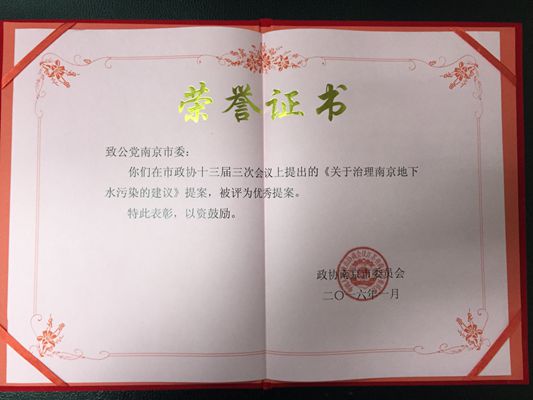 荣誉证书
致公党南京市委：
你们在市政协十三届三次会议上提出的《关于治理南京地下
水污染的建议》提案，被评为优秀提案。
特此表彰，以资鼓励。
政协南京市委员会
二〇一六年一月